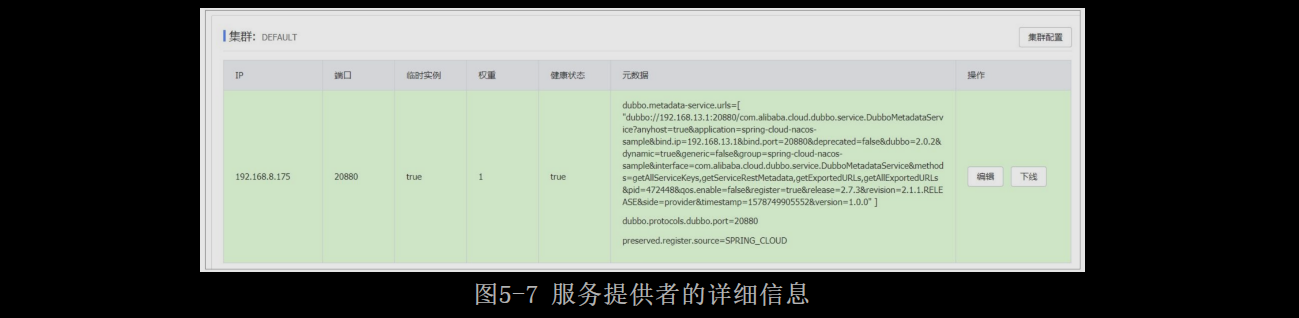 集群: DEFAULT
集群配置
IP 端口 临时实例 权重 健康状态 元数据 操作
dubbo.metadata-service.urls=[
"dubbo://192.168.13.1:20880/com.alibaba.cloud.dubbo.service.DubboMetadataServ
ice?anyhost=true&application=spring-cloud-nacos-
sample&bind.ip=192.168.13.1&bind.port=20880&deprecated=false&dubbo=2.0.2&
dynamic=true&generic=false&group=spring-cloud-nacos-
sample&interface=com.alibaba.cloud.dubbo.service.DubboMetadataService&method
192.168.8.175 20880 true 1 true s=getAllServiceKeys,getServiceRestMetadata,getExportedURLs,getAllExportedURLs 编辑 下线
&pid=472448&qos.enable=false&register=true&release=2.7.3&revision=2.1.1.RELE
ASE&side=provider&timestamp=1578749905552&version=1.0.0" ]
dubbo.protocols.dubbo.port=20880
preserved.register.source=SPRING_CLOUD
图5-7 服务提供者的详细信息